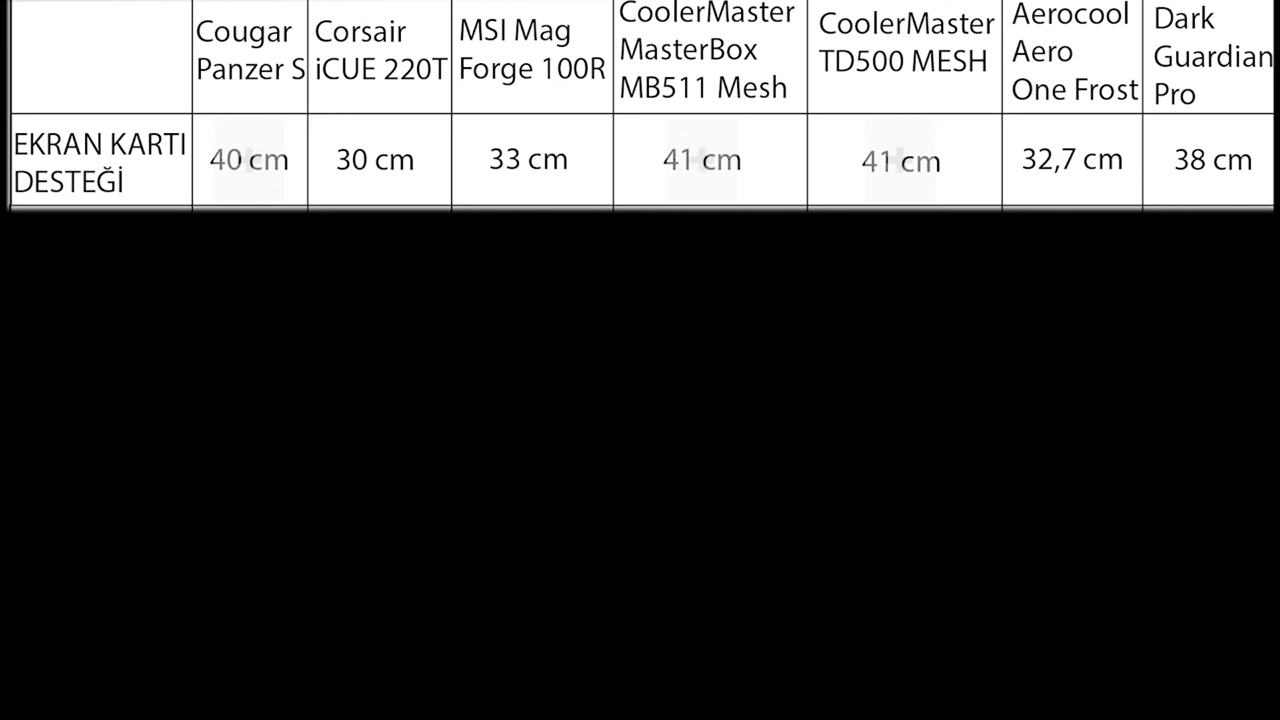 Cougar
Panzer S
Corsair
iCUE 220T
MSI Mag
Forge 100R
CoolerMaster
MasterBox
MB511 Mesh
CoolerMaster
TD500 MESH
Aerocool
Aero
One Frost
Dark
Guardian
Pro
EKRAN KARTI
DESTEĞİ
40 cm
30 cm
33 cm
41 cm
41 cm
32,7 cm
38 cm